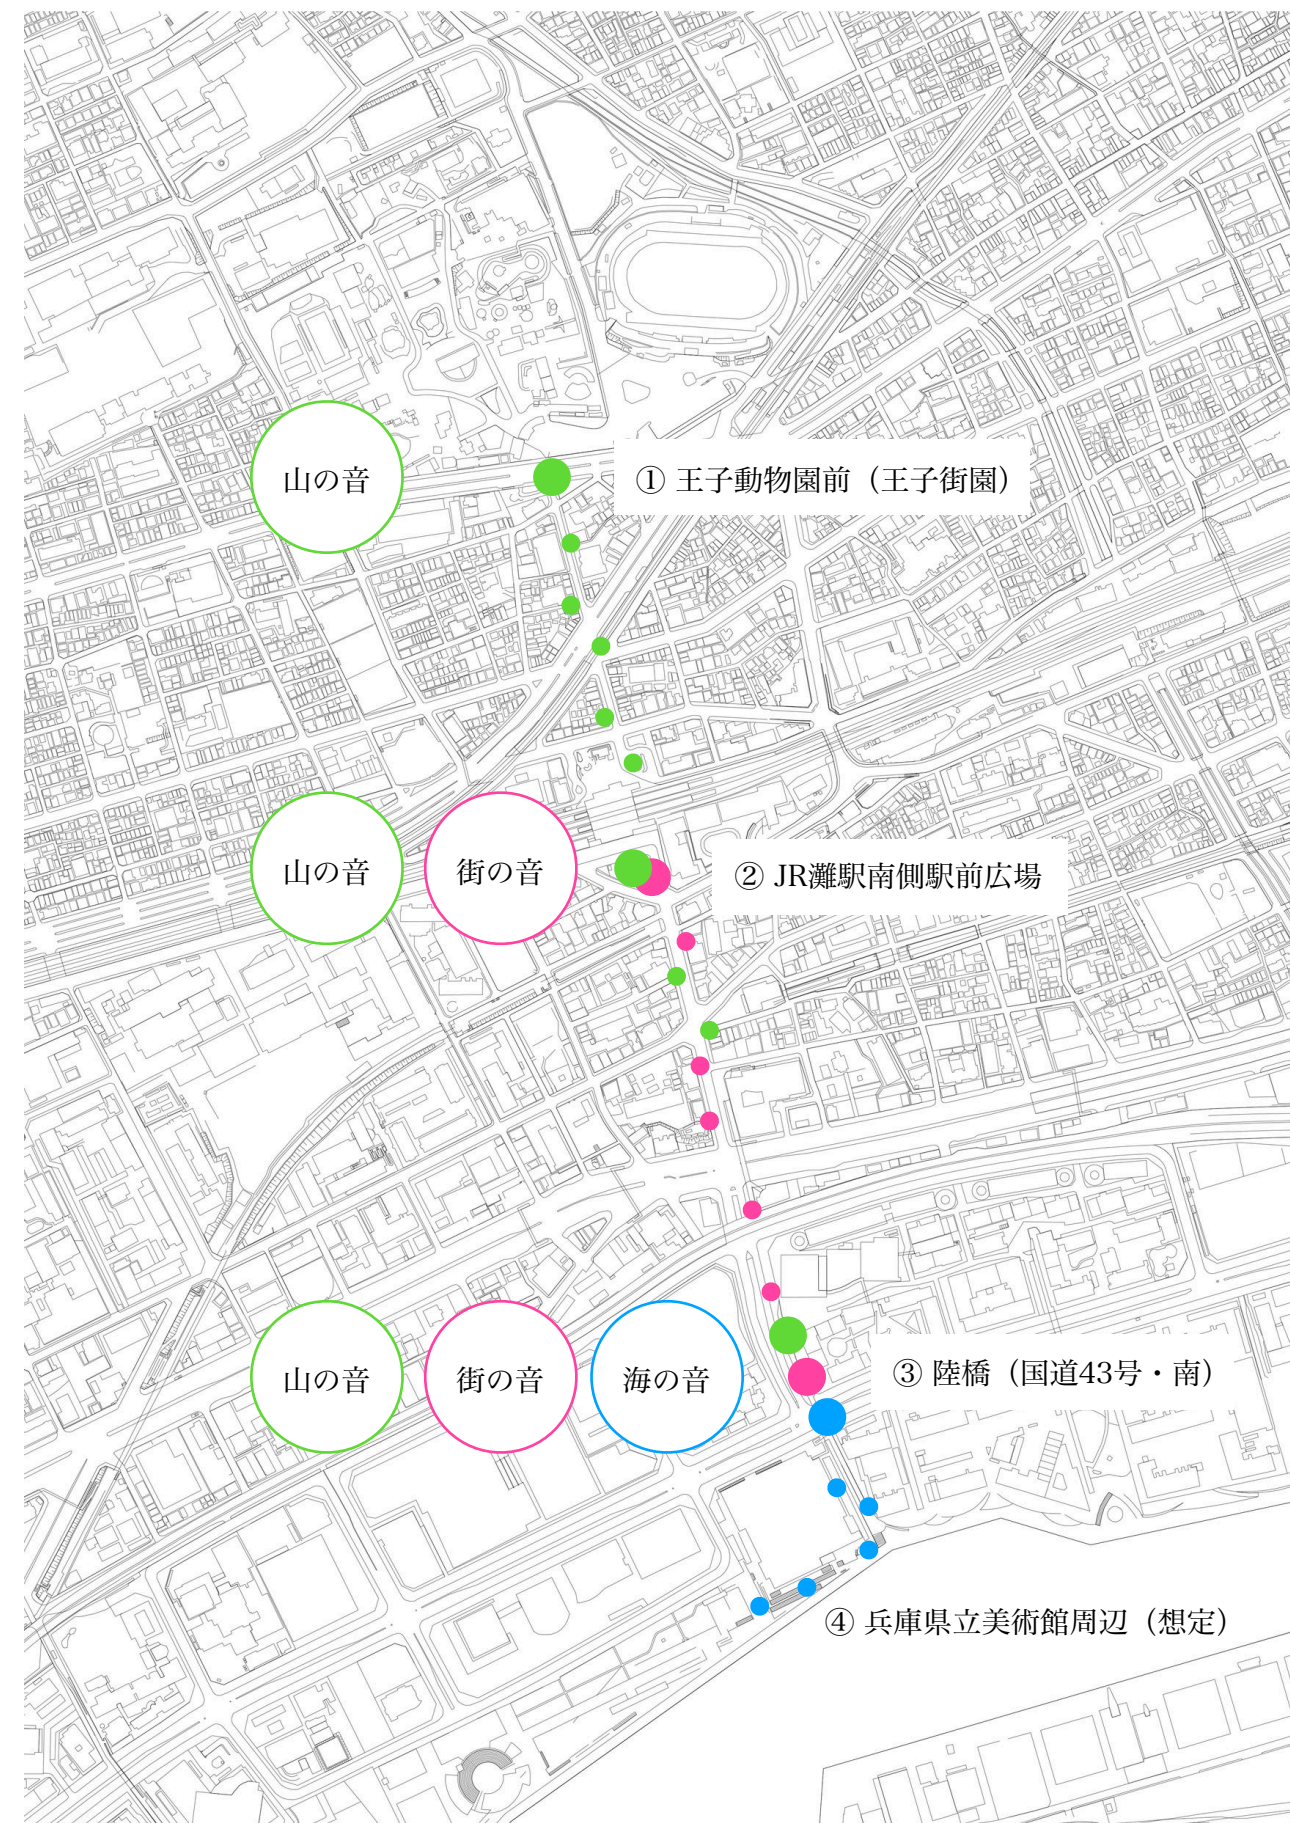 山の音
① 王子動物園前（王子街園）
山の音
街の音
② JR灘駅南側駅前広場
山の音
街の音
海の音
③ 陸橋（国道43号・南）
④ 兵庫県立美術館周辺（想定）